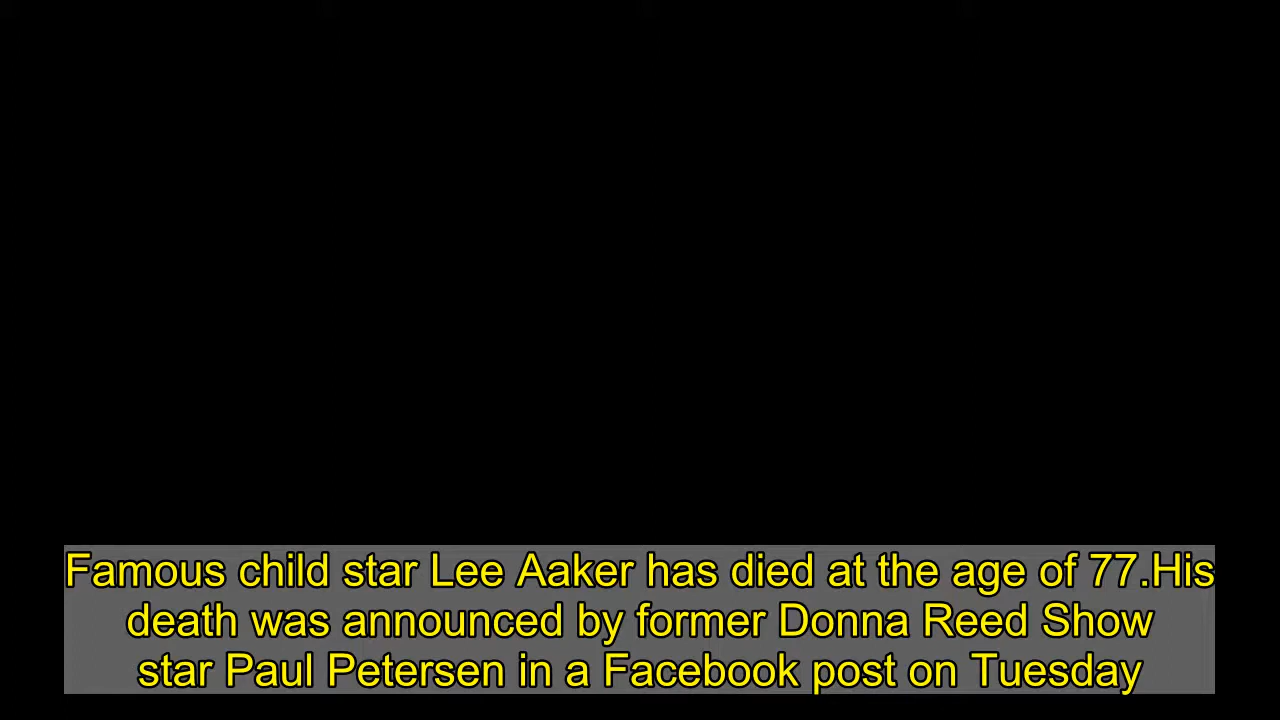 Famous child star Lee Aaker has died at the age of 77.His
death was announced by former Donna Reed Show
star Paul Petersen in a Facebook post on Tuesday